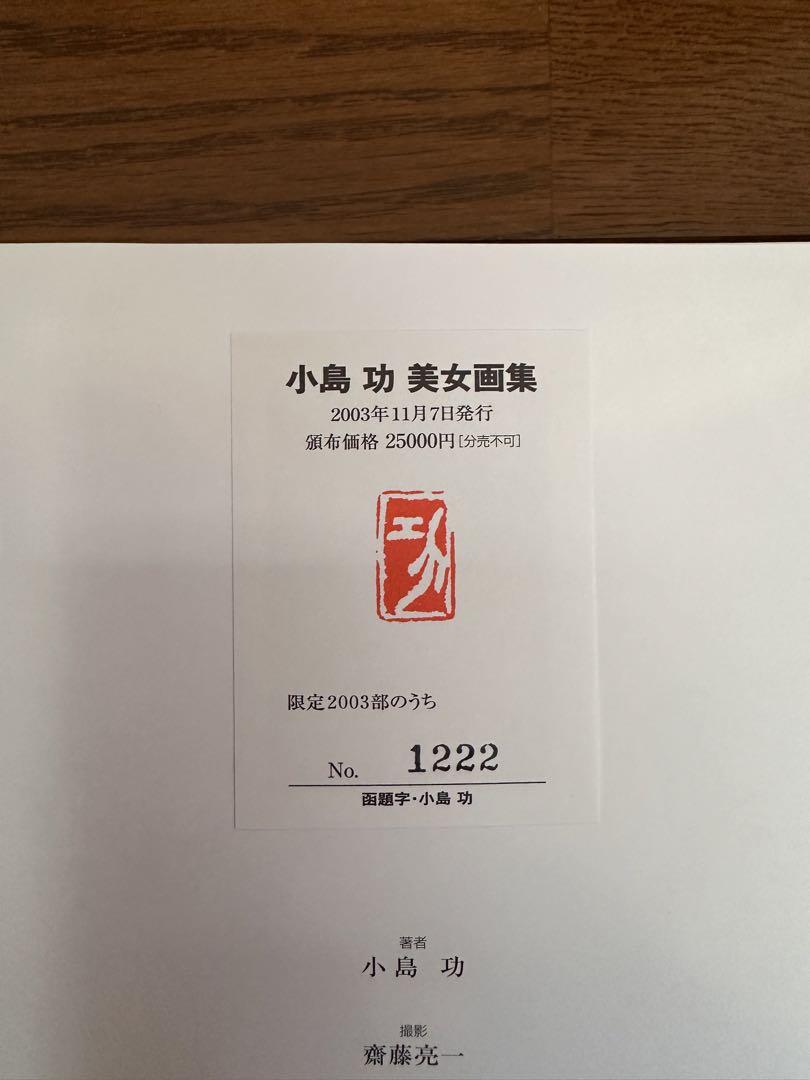 小島 功 美女画集
2003年11月7日発行
頒布価格 25000円[分売不可]
功
限定2003部のうち
No. 1222
函題字・小島 功
著者
小島 功
撮影
齋藤亮一